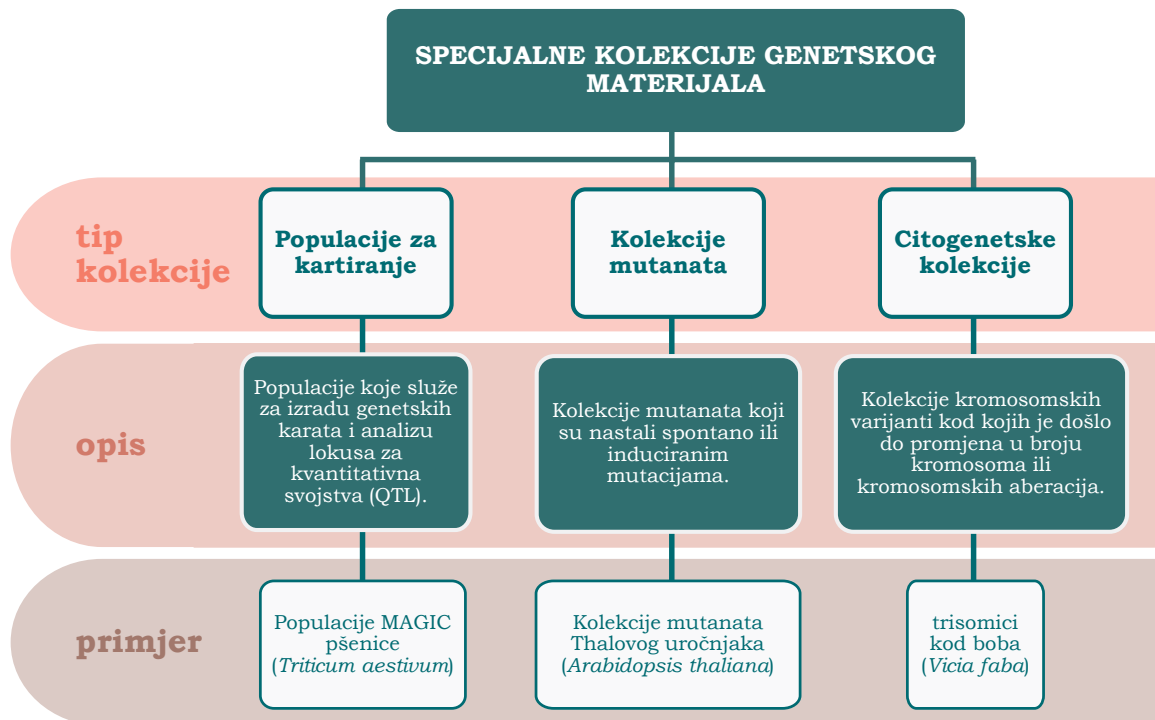 SPECIJALNE KOLEKCIJE GENETSKOG
MATERIJALA
tip
kolekcije
Populacije za
kartiranje
Kolekcije
mutanata
Citogenetske
kolekcije
opis
Populacije koje služe
za izradu genetskih
karata i analizu
lokusa za
kvantitativna
svojstva (QTL).
Kolekcije mutanata koji
su nastali spontano ili
induciranim
mutacijama.
Kolekcije kromosomskih
varijanti kod kojih je došlo
do promjena u broju
kromosoma ili
kromosomskih aberacija.
primjer
Populacije MAGIC
pšenice
(Triticum aestivum)
Kolekcije mutanata
Thalovog uročnjaka
(Arabidopsis thaliana)
trisomici
kod boba
(Vicia faba)